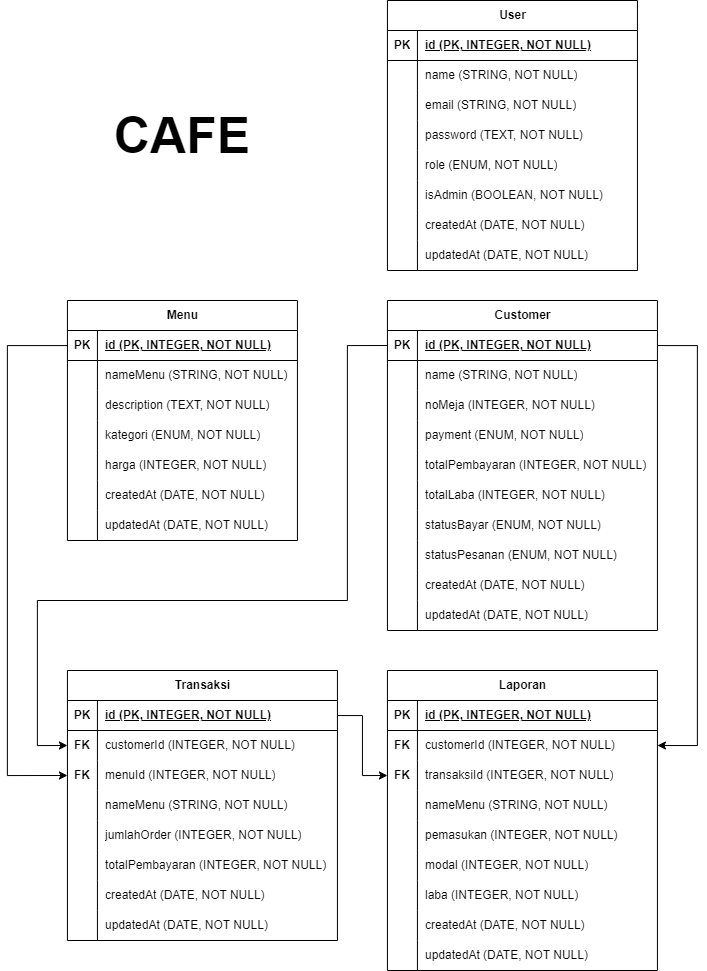 User
PK id (PK, INTEGER, NOT NULL)
name (STRING, NOT NULL)
email (STRING, NOT NULL)
password (TEXT, NOT NULL)
role (ENUM, NOT NULL)
isAdmin (BOOLEAN, NOT NULL)
createdAt (DATE, NOT NULL)
updatedAt (DATE, NOT NULL)
CAFE
Menu
PK id (PK, INTEGER, NOT NULL)
nameMenu (STRING, NOT NULL)
description (TEXT, NOT NULL)
kategori (ENUM, NOT NULL)
harga (INTEGER, NOT NULL)
createdAt (DATE, NOT NULL)
updatedAt (DATE, NOT NULL)
Customer
PK id (PK, INTEGER, NOT NULL)
name (STRING, NOT NULL)
noMeja (INTEGER, NOT NULL)
payment (ENUM, NOT NULL)
totalPembayaran (INTEGER, NOT NULL)
totalLaba (INTEGER, NOT NULL)
statusBayar (ENUM, NOT NULL)
statusPesanan (ENUM, NOT NULL)
createdAt (DATE, NOT NULL)
updatedAt (DATE, NOT NULL)
Transaksi
PK id (PK, INTEGER, NOT NULL)
FK customerId (INTEGER, NOT NULL)
FK menuId (INTEGER, NOT NULL)
nameMenu (STRING, NOT NULL)
jumlahOrder (INTEGER, NOT NULL)
totalPembayaran (INTEGER, NOT NULL)
createdAt (DATE, NOT NULL)
updatedAt (DATE, NOT NULL)
Laporan
PK id (PK, INTEGER, NOT NULL)
FK customerId (INTEGER, NOT NULL)
FK transaksiId (INTEGER, NOT NULL)
nameMenu (STRING, NOT NULL)
pemasukan (INTEGER, NOT NULL)
modal (INTEGER, NOT NULL)
laba (INTEGER, NOT NULL)
createdAt (DATE, NOT NULL)
updatedAt (DATE, NOT NULL)